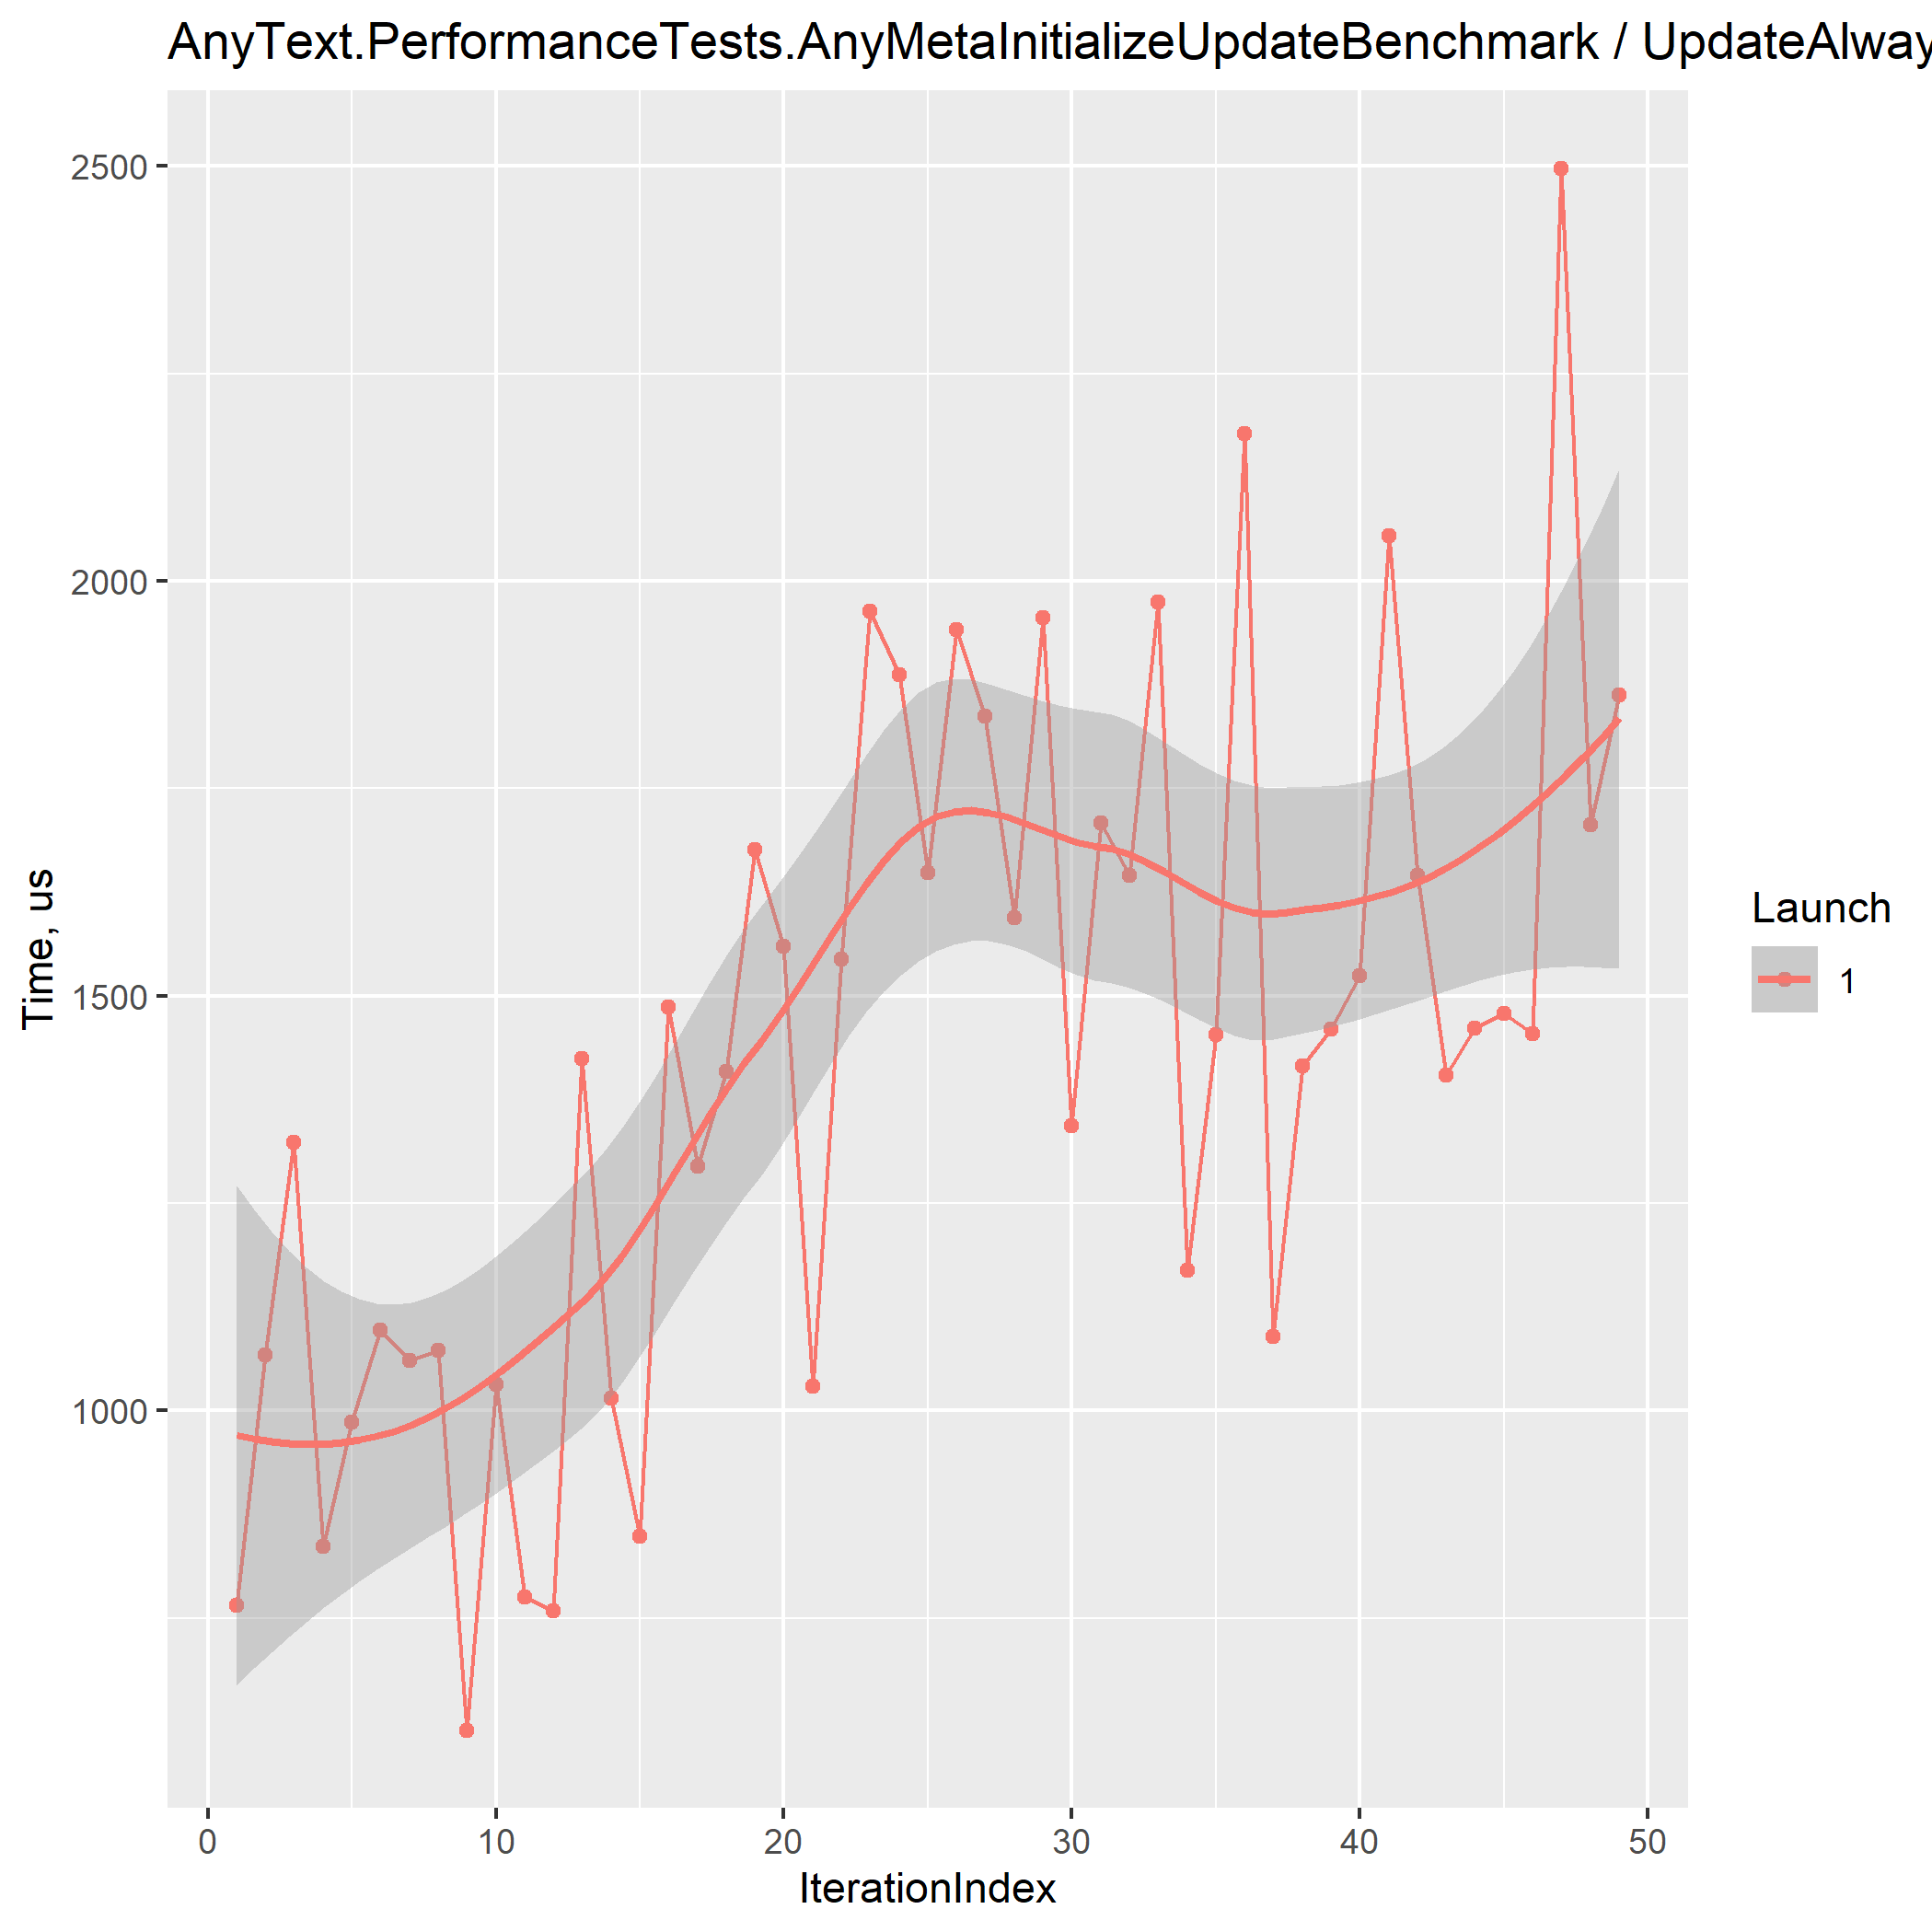 AnyText.PerformanceTests.AnyMetaInitializeUpdateBenchmark / UpdateAlway
2500
2000
1500
1000
Time, us
0 10 20 30 40 50
IterationIndex
Launch
1